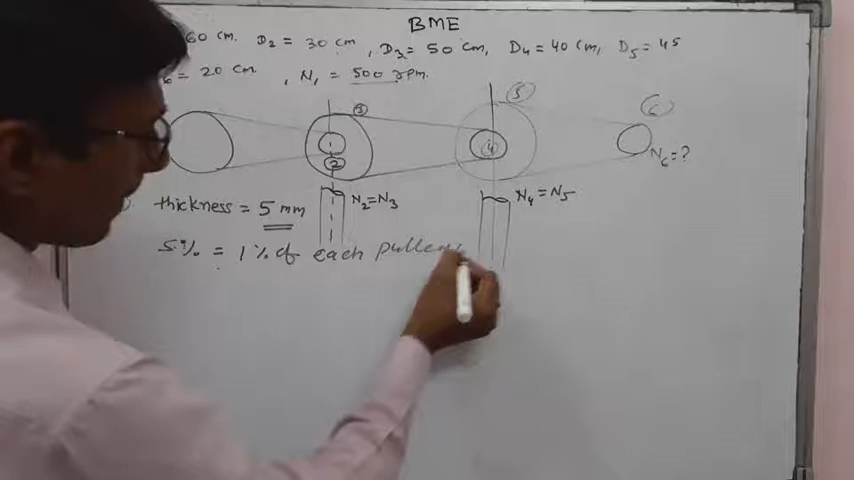 BME
60 cm. D2 = 30 cm, D3 = 50 cm, D4 = 40 cm, D5 = 45
= 20 cm. , N1 = 500 rpm.
3 5 6
1 4
2 N6 = ?
N2 = N3 N4 = N5
thickness = 5 mm
S% = 1% of each pulley